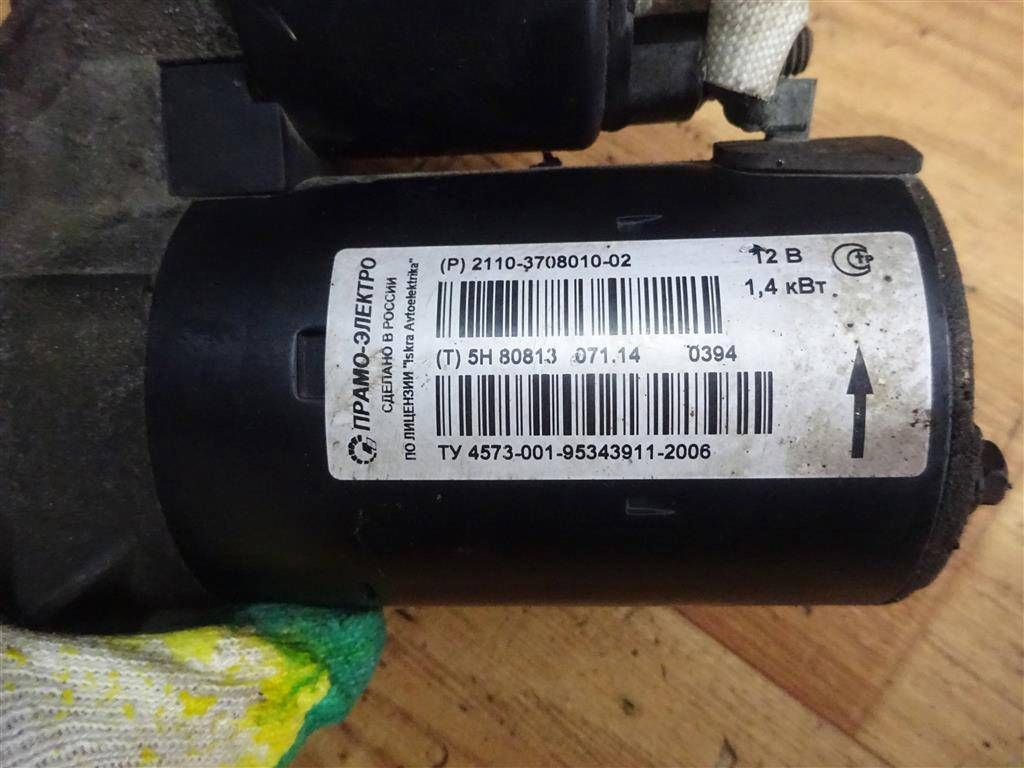 ПРАМО-ЭЛЕКТРО
СДЕЛАНО В РОССИИ
ПО ЛИЦЕНЗИИ "Iskra Avtoelektrika"
(P) 2110-3708010-02 12 В
1,4 кВт
(T) 5H 80813 071.14 0394
ТУ 4573-001-95343911-2006